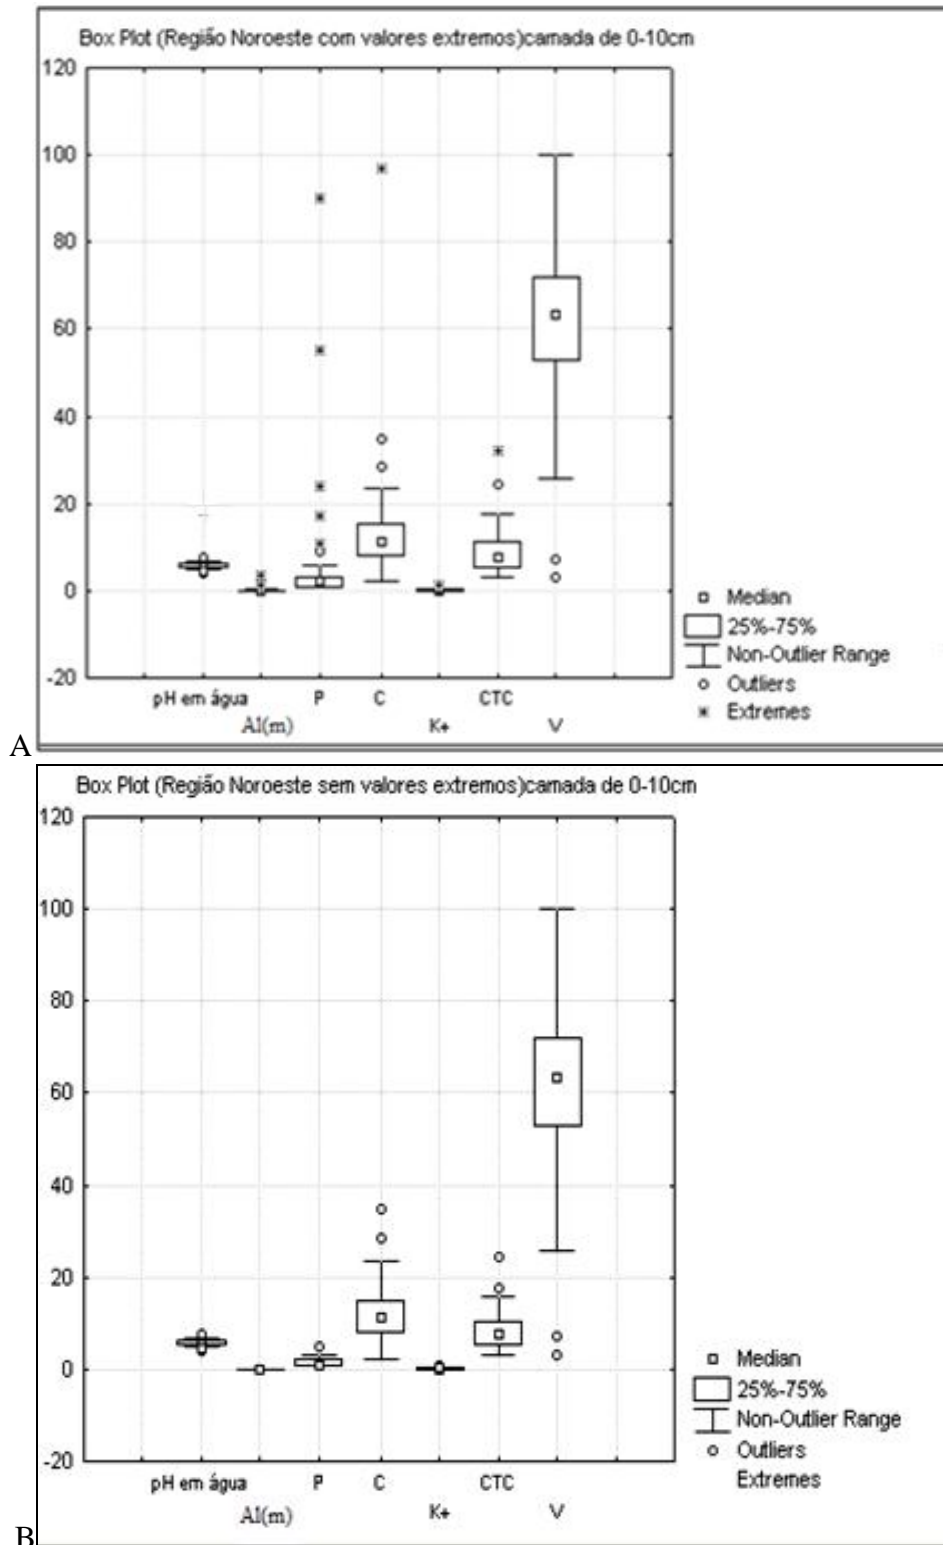 Box Plot (Região Noroeste com valores extremos)camada de 0-10cm
120
100
80
60
40
20
0
-20
pH em água
Al(m)
P
C
K+
CTC
V
Median
25%-75%
Non-Outlier Range
Outliers
Extremes
A
Box Plot (Região Noroeste sem valores extremos)camada de 0-10cm
120
100
80
60
40
20
0
-20
pH em água
Al(m)
P
C
K+
CTC
V
Median
25%-75%
Non-Outlier Range
Outliers
Extremes
B